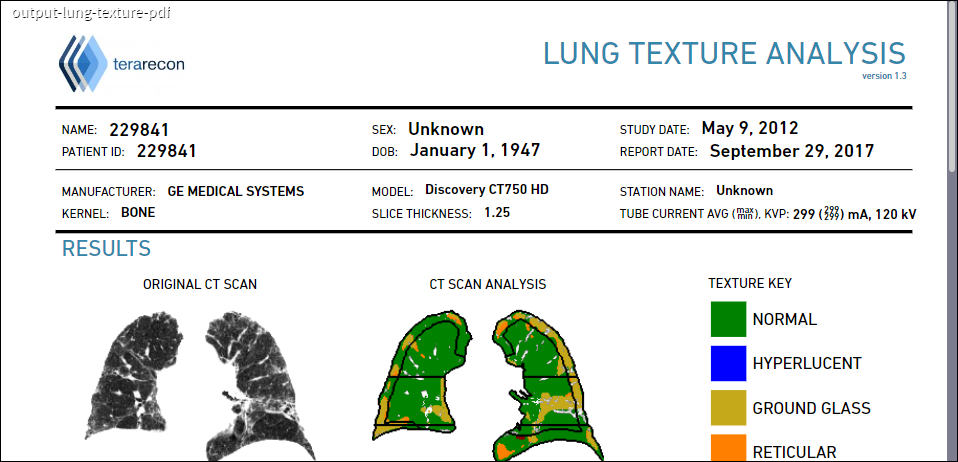 output-lung-texture-pdf
terarecon
LUNG TEXTURE ANALYSIS
version 1.3
NAME: 229841
SEX: Unknown
STUDY DATE: May 9, 2012
PATIENT ID: 229841
DOB: January 1, 1947
REPORT DATE: September 29, 2017
MANUFACTURER: GE MEDICAL SYSTEMS
MODEL: Discovery CT750 HD
STATION NAME: Unknown
KERNEL: BONE
SLICE THICKNESS: 1.25
TUBE CURRENT AVG (max min), KVP: 299 (299 299) mA, 120 kV
RESULTS
ORIGINAL CT SCAN
CT SCAN ANALYSIS
TEXTURE KEY
NORMAL
HYPERLUCENT
GROUND GLASS
RETICULAR